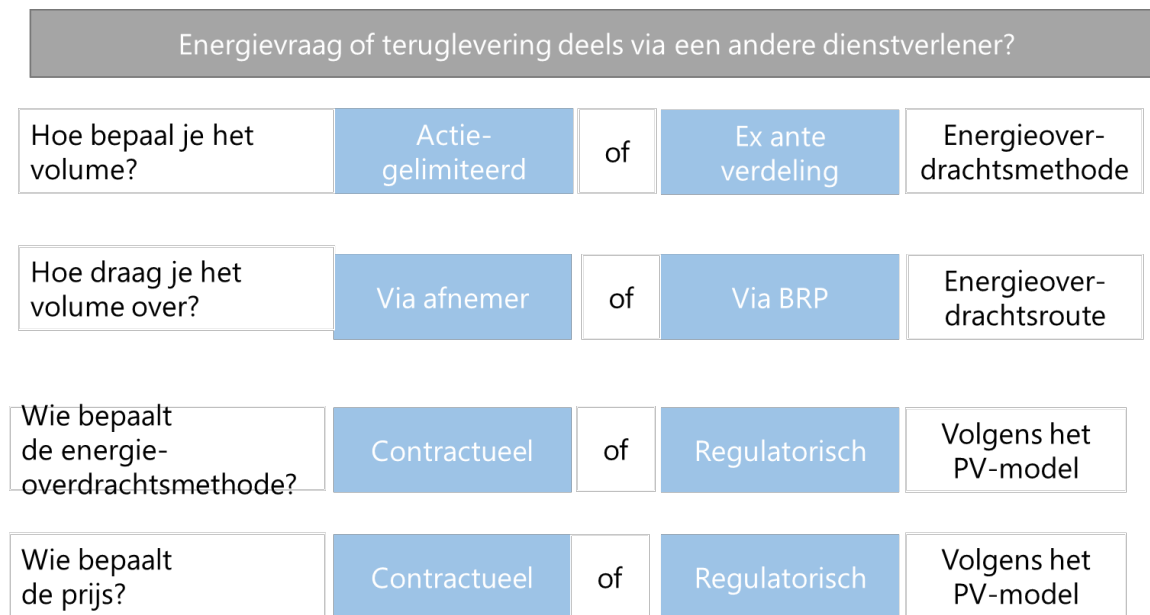 Energievraag of teruglevering deels via een andere dienstverlener?
Hoe bepaal je het
volume?
Actie-
gelimiteerd
of
Ex ante
verdeling
Energieover-
drachtsmethode
Hoe draag je het
volume over?
Via afnemer
of
Via BRP
Energieover-
drachtsroute
Wie bepaalt
de energie-
overdrachtsmethode?
Contractueel
of
Regulatorisch
Volgens het
PV-model
Wie bepaalt
de prijs?
Contractueel
of
Regulatorisch
Volgens het
PV-model